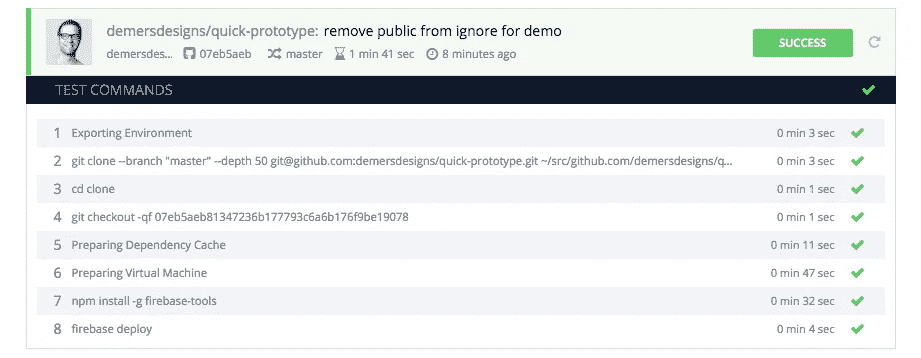 demersdesigns/quick-prototype: remove public from ignore for demo
demersdes... 07eb5aeb master 1 min 41 sec 8 minutes ago
SUCCESS
TEST COMMANDS
1 Exporting Environment 0 min 3 sec
2 git clone --branch "master" --depth 50 git@github.com:demersdesigns/quick-prototype.git ~/src/github.com/demersdesigns/q... 0 min 3 sec
3 cd clone 0 min 1 sec
4 git checkout -qf 07eb5aeb81347236b177793c6a6b176f9be19078 0 min 1 sec
5 Preparing Dependency Cache 0 min 11 sec
6 Preparing Virtual Machine 0 min 47 sec
7 npm install -g firebase-tools 0 min 32 sec
8 firebase deploy 0 min 4 sec